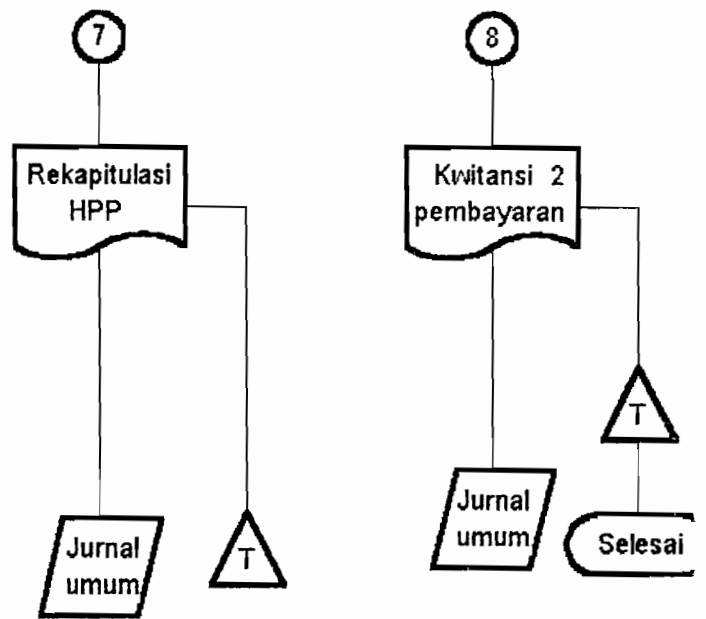 7
Rekapitulasi
HPP
Jurnal
umum
T
8
Kwitansi 2
pembayaran
T
Jurnal
umum
Selesai